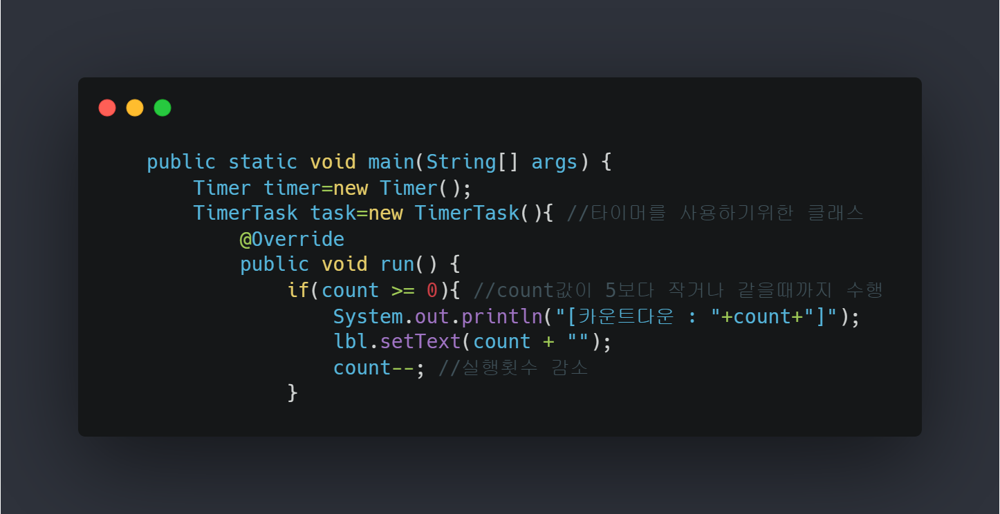 public static void main(String[] args) {
Timer timer=new Timer();
TimerTask task=new TimerTask(){ //타이머를 사용하기위한 클래스
@Override
public void run() {
if(count >= 0){ //count값이 5보다 작거나 같을때까지 수행
System.out.println("[카운트다운 : "+count+"]");
lbl.setText(count + "");
count--; //실행횟수 감소
}